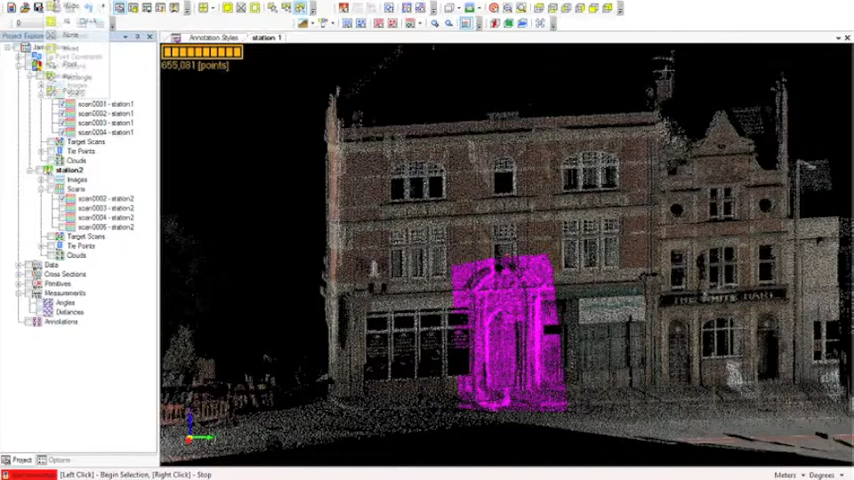 0
Annotation Styles
station 1
655,081 [points]
Project Explorer
scan0001 - station1
scan0002 - station1
scan0003 - station1
scan0004 - station1
Target Scans
Tie Points
Clouds
station2
Images
Scans
scan0002 - station2
scan0003 - station2
scan0004 - station2
scan0005 - station2
Target Scans
Tie Points
Clouds
Data
Cross Sections
Primitives
Measurements
Angles
Distances
Annotations
THE WHITE HART
Project
Options
[Left Click] - Begin Selection, [Right Click] - Stop
Meters
Degrees